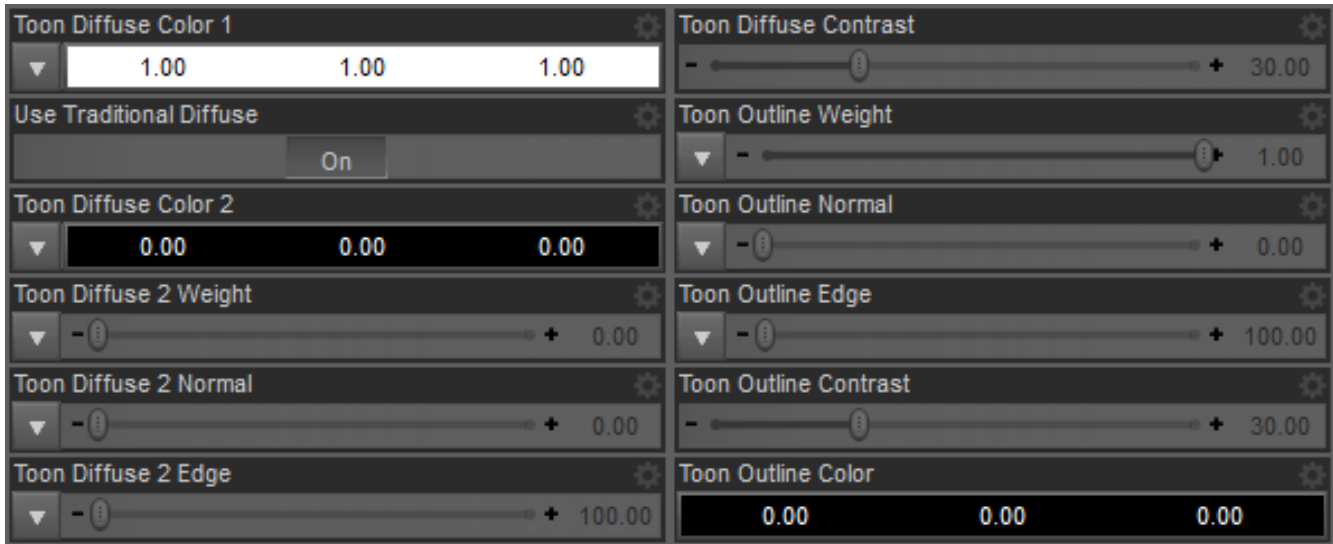 Toon Diffuse Color 1
1.00 1.00 1.00
Use Traditional Diffuse
On
Toon Diffuse Color 2
0.00 0.00 0.00
Toon Diffuse 2 Weight
- + 0.00
Toon Diffuse 2 Normal
- + 0.00
Toon Diffuse 2 Edge
- + 100.00
Toon Diffuse Contrast
- + 30.00
Toon Outline Weight
- + 1.00
Toon Outline Normal
- + 0.00
Toon Outline Edge
- + 100.00
Toon Outline Contrast
- + 30.00
Toon Outline Color
0.00 0.00 0.00